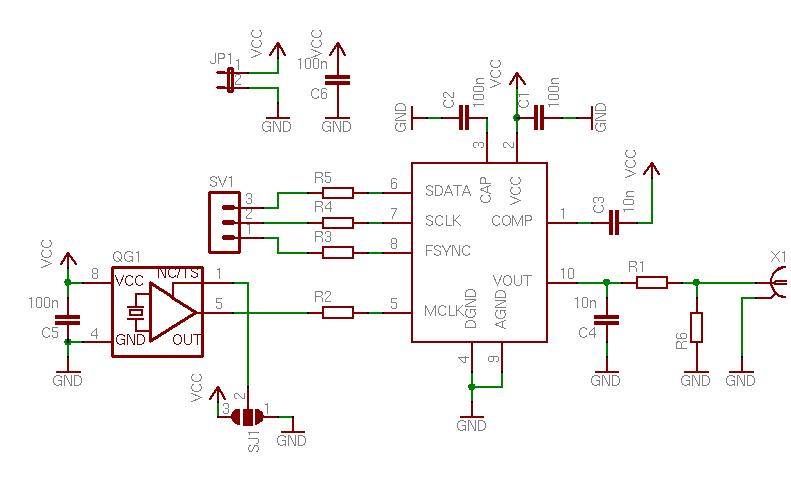 VCC
VCC
JP1
1
2
100n
C6
GND
GND
VCC
GND
C2
100n
C1
100n
GND
3
2
VCC
SV1
3
2
1
R5
R4
R3
6
7
8
SDATA
SCLK
FSYNC
CAP
VCC
COMP
1
C3
10n
VCC
QG1
NC/TS
8
VCC
1
100n
C5
4
GND
5
OUT
GND
R2
5
MCLK
DGND
AGND
VOUT
10
R1
X1
10n
C4
R6
GND
GND
GND
4
9
GND
VCC
3
2
1
SJ1
GND